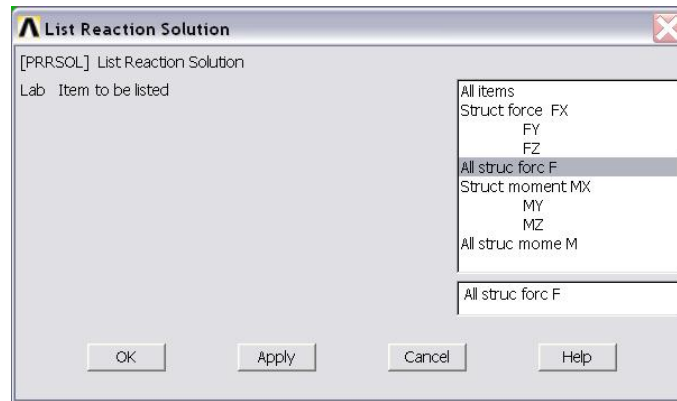 List Reaction Solution
[PRRSOL] List Reaction Solution
Lab Item to be listed
All items
Struct force FX
FY
FZ
All struc forc F
Struct moment MX
MY
MZ
All struc mome M
All struc forc F
OK Apply Cancel Help